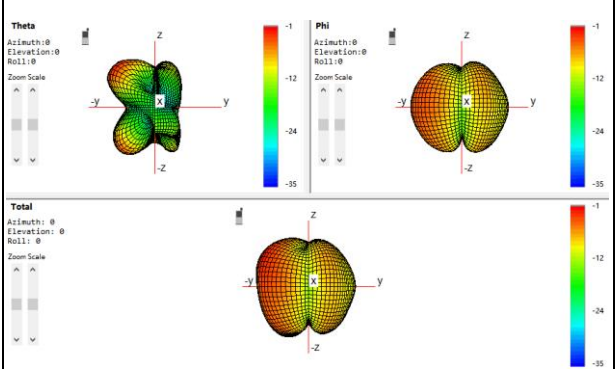 Theta
Azimuth:0
Elevation:0
Roll:0
Zoom Scale
Z
-y
X
y
-Z
-1
-12
-24
-35
Phi
Azimuth:0
Elevation:0
Roll:0
Zoom Scale
Z
-y
X
y
-Z
-1
-12
-24
-35
Total
Azimuth: 0
Elevation: 0
Roll: 0
Zoom Scale
Z
-y
X
y
-Z
-1
-12
-24
-35